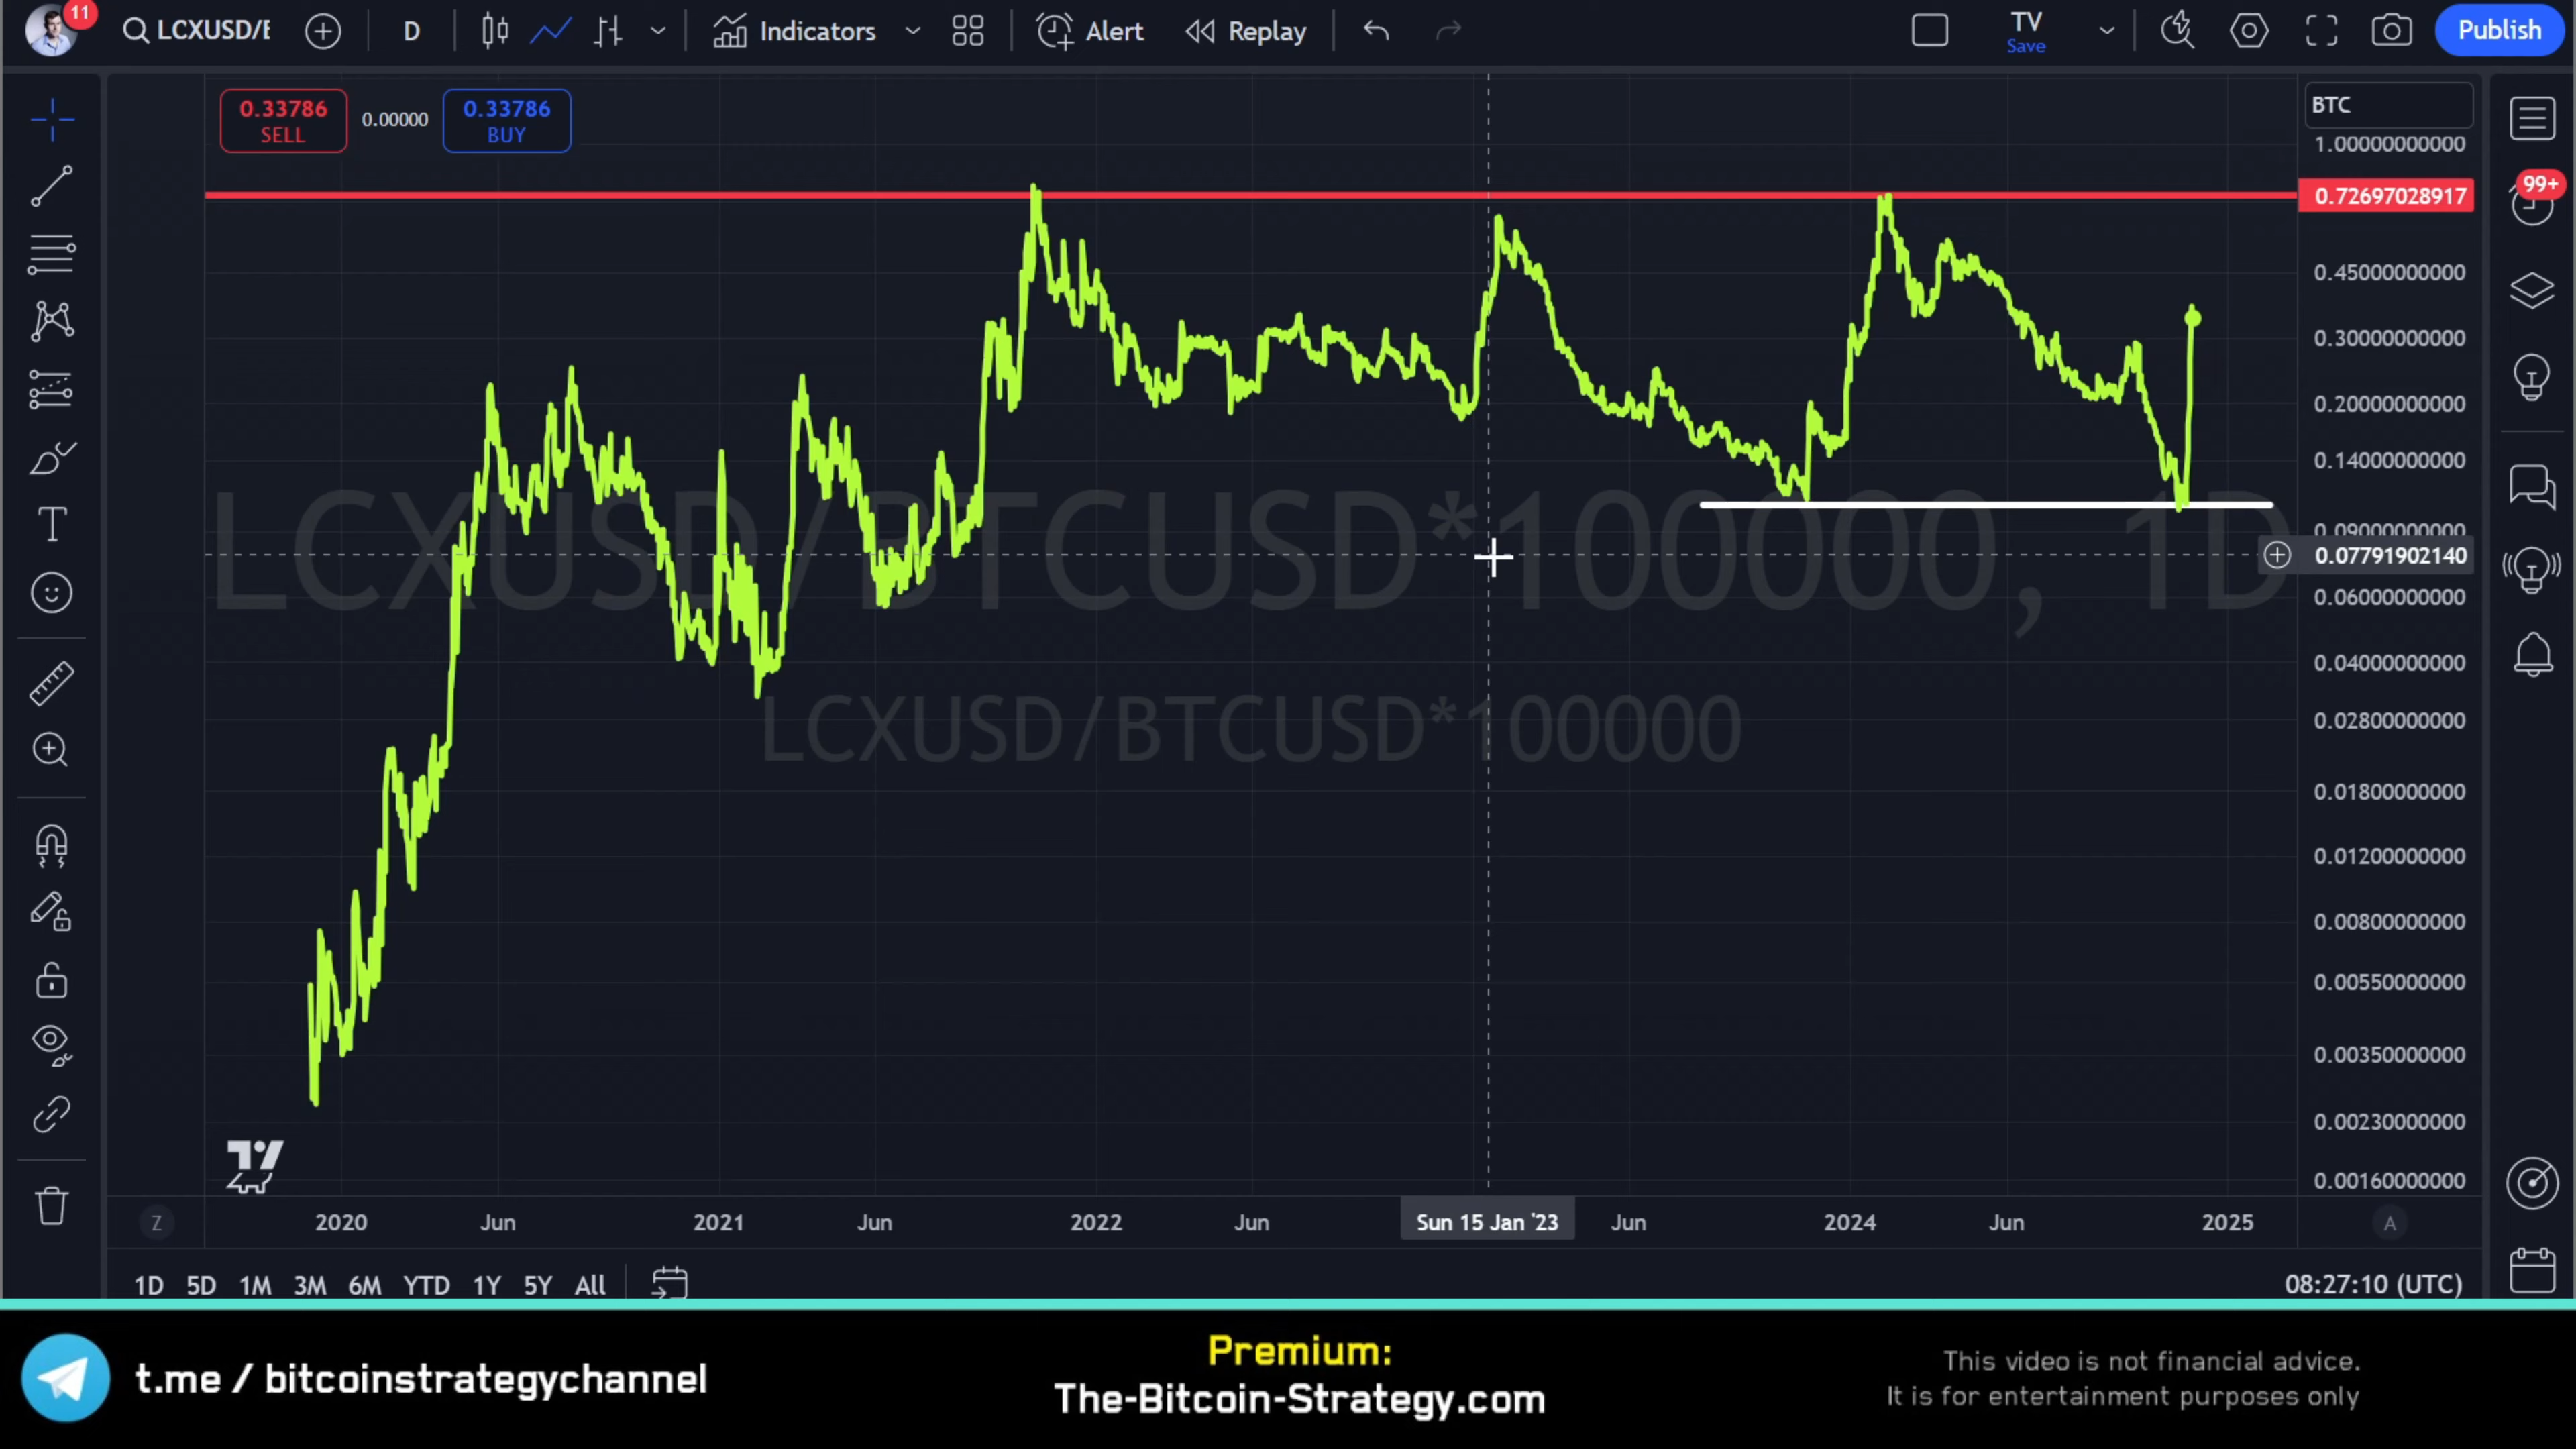 11
LCXUSD/E
D
Indicators
Alert
Replay
TV
Save
Publish
0.33786
SELL
0.00000
0.33786
BUY
BTC
1.00000000000
0.72697028917
99+
0.45000000000
0.30000000000
0.20000000000
0.14000000000
0.09000000000
0.07791902140
0.06000000000
0.04000000000
0.02800000000
0.01800000000
0.01200000000
0.00800000000
0.00550000000
0.00350000000
0.00230000000
0.00160000000
LCXUSD/BTCUSD*100000, 1D
LCXUSD/BTCUSD*100000
Z
2020
Jun
2021
Jun
2022
Jun
Sun 15 Jan '23
Jun
2024
Jun
2025
A
1D 5D 1M 3M 6M YTD 1Y 5Y All
08:27:10 (UTC)
t.me / bitcoinstrategychannel
Premium:
The-Bitcoin-Strategy.com
This video is not financial advice.
It is for entertainment purposes only